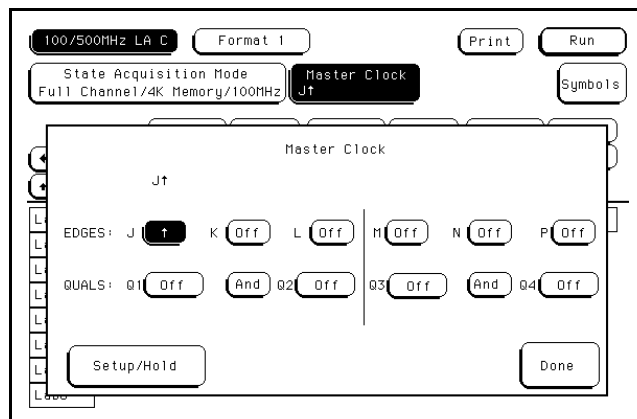 100/500MHz LA C Format 1 Print Run
State Acquisition Mode
Full Channel/4K Memory/100MHz
Master Clock
J↑
Symbols
Master Clock
J↑
EDGES: J ↑ K Off L Off M Off N Off P Off
QUALS: Q1 Off And Q2 Off Q3 Off And Q4 Off
Setup/Hold Done